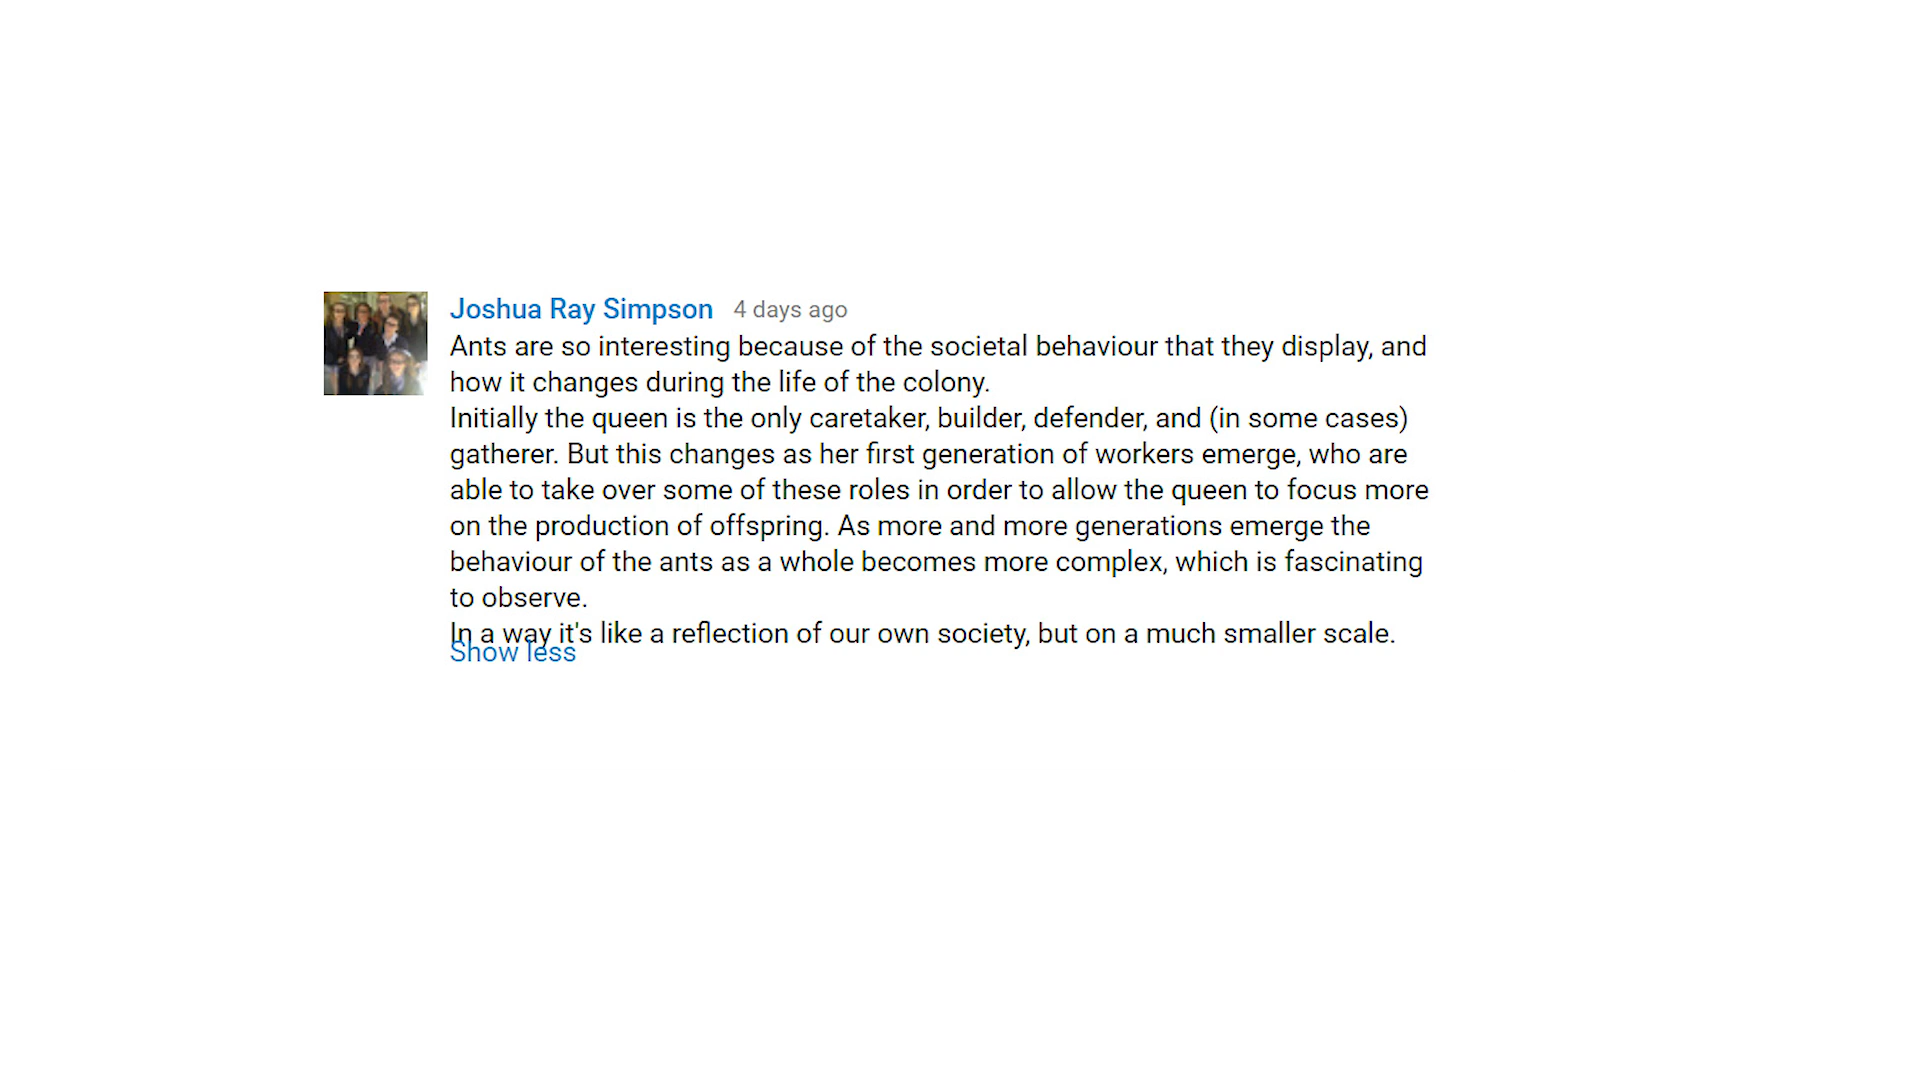 Joshua Ray Simpson 4 days ago
Ants are so interesting because of the societal behaviour that they display, and
how it changes during the life of the colony.
Initially the queen is the only caretaker, builder, defender, and (in some cases)
gatherer. But this changes as her first generation of workers emerge, who are
able to take over some of these roles in order to allow the queen to focus more
on the production of offspring. As more and more generations emerge the
behaviour of the ants as a whole becomes more complex, which is fascinating
to observe.
In a way it's like a reflection of our own society, but on a much smaller scale.
Show less